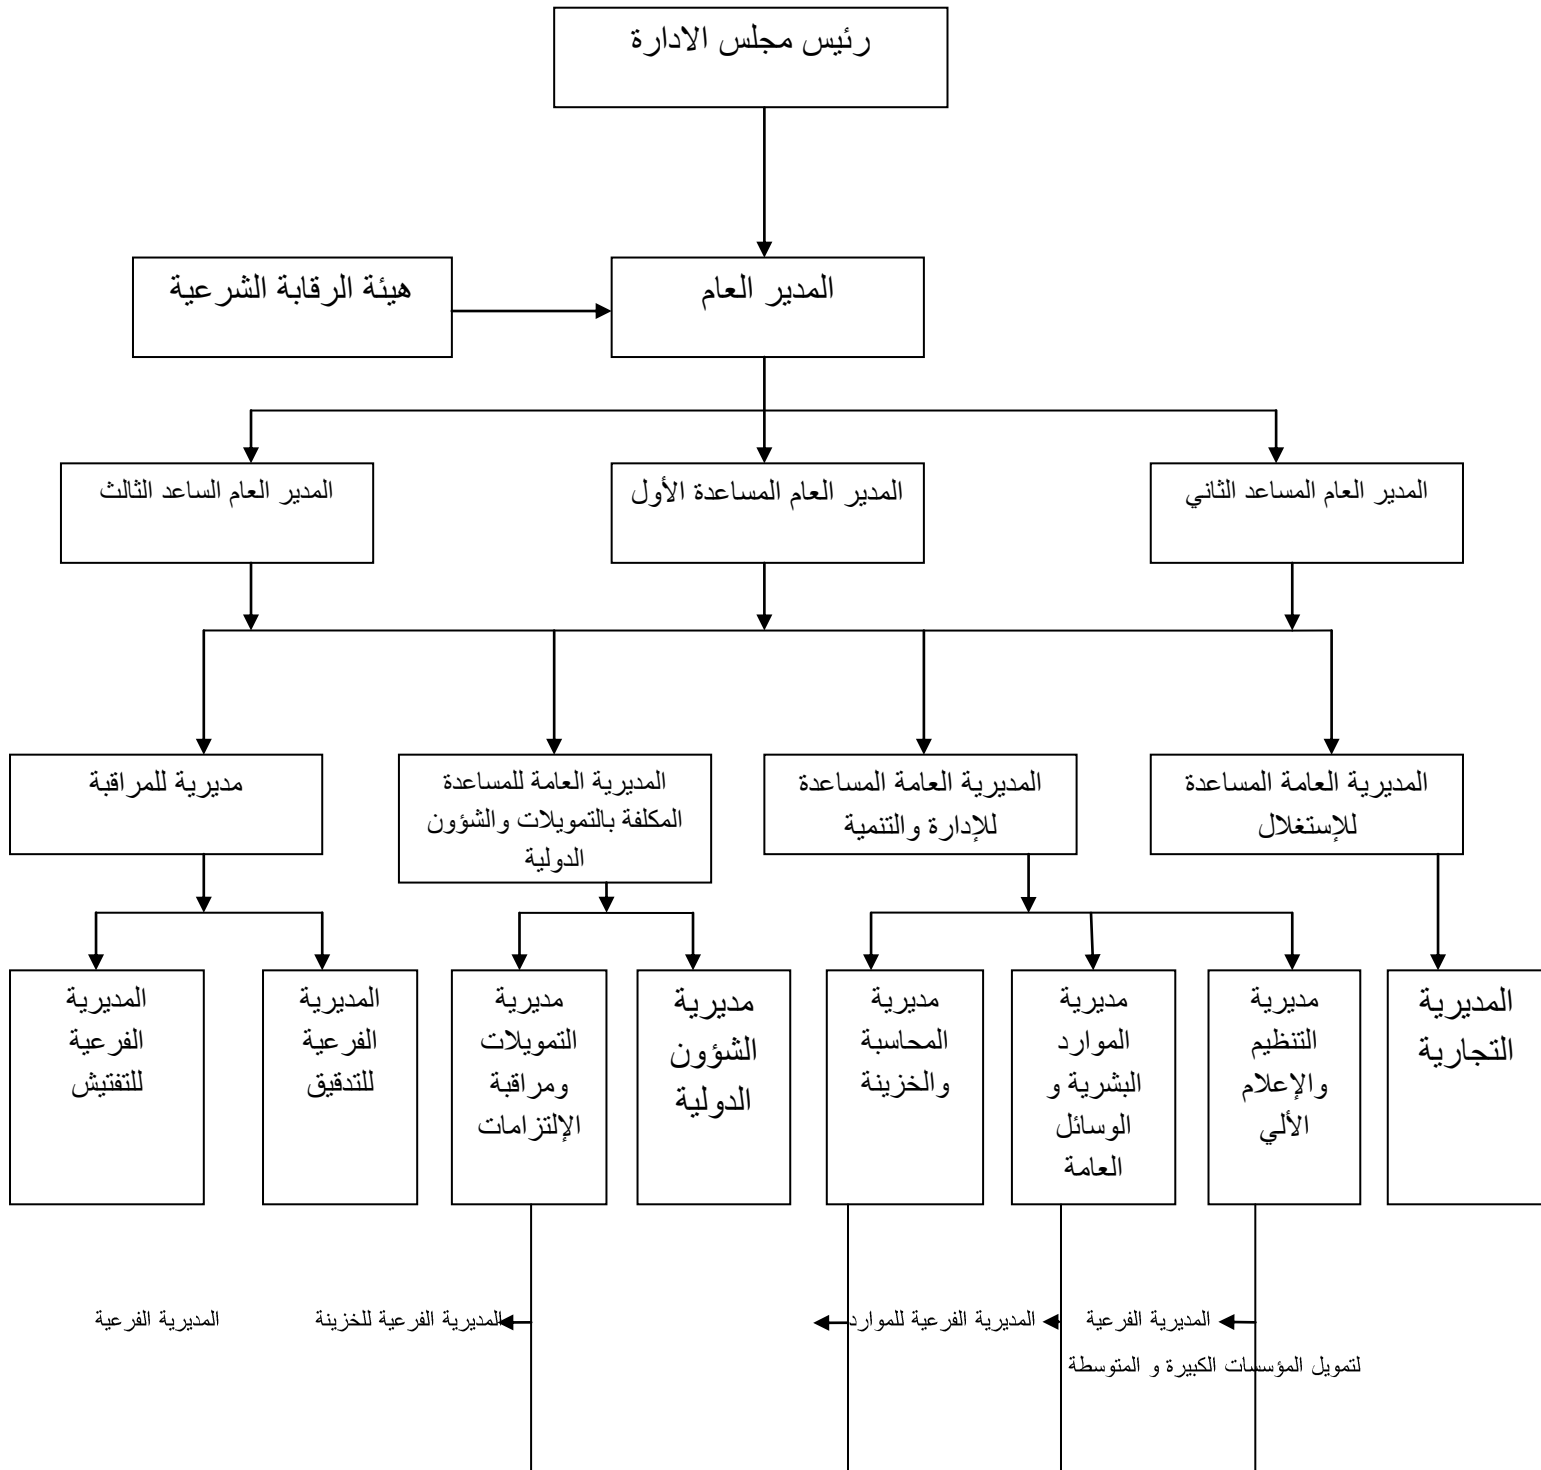 رئيس مجلس الادارة
المدير العام
هيئة الرقابة الشرعية
المدير العام المساعد الثاني
المدير العام المساعدة الأول
المدير العام الساعد الثالث
المديرية العامة المساعدة
للإستغلال
المديرية العامة المساعدة
للإدارة والتنمية
المديرية العامة للمساعدة
المكلفة بالتمويلات والشؤون
الدولية
مديرية للمراقبة
المديرية
التجارية
مديرية
التنظيم
والإعلام
الألي
مديرية
الموارد
البشرية و
الوسائل
العامة
مديرية
المحاسبة
والخزينة
مديرية
الشؤون
الدولية
مديرية
التمويلات
ومراقبة
الإلتزامات
المديرية
الفرعية
للتدقيق
المديرية
الفرعية
للتفتيش
المديرية الفرعية
المديرية الفرعية للموارد
المديرية الفرعية للخزينة
المديرية الفرعية
لتمويل المؤسسات الكبيرة و المتوسطة